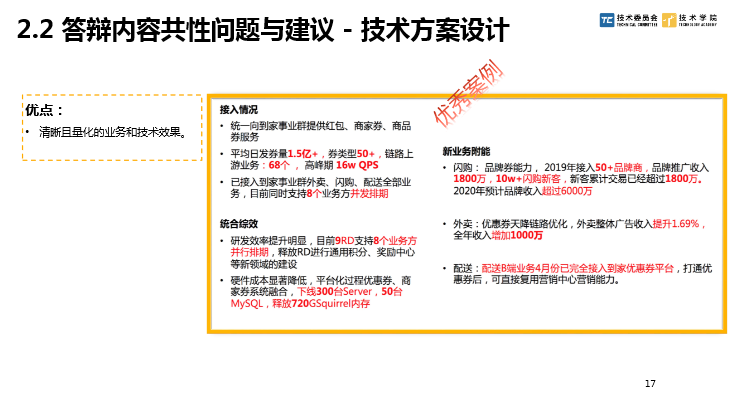 2.2 答辩内容共性问题与建议 - 技术方案设计
TC 技术委员会
TECHNICAL COMMITTEE
技术学院
TECHNOLOGY ACADEMY
优点：
• 清晰且量化的业务和技术效果。
优秀案例
接入情况
• 统一向到家事业群提供红包、商家券、商品
券服务
• 平均日发券量1.5亿+，券类型50+，链路上
游业务：68个 ， 高峰期 16w QPS
• 已接入到家事业群外卖、闪购、配送全部业
务，目前同时支持8个业务方并发排期
统合综效
• 研发效率提升明显，目前9RD支持8个业务方
并行排期，释放RD进行通用积分、奖励中心
等新领域的建设
• 硬件成本显著降低，平台化过程优惠券、商
家券系统融合，下线300台Server，50台
MySQL，释放720GSquirrel内存
新业务附能
• 闪购： 品牌券能力， 2019年接入50+品牌商，品牌推广收入
1800万，10w+闪购新客，新客累计交易已经超过1800万。
2020年预计品牌收入超过6000万
• 外卖：优惠券天降链路优化，外卖整体广告收入提升1.69%，
全年收入增加1000万
• 配送：配送B端业务4月份已完全接入到家优惠券平台，打通优
惠券后，可直接复用营销中心营销能力。
17